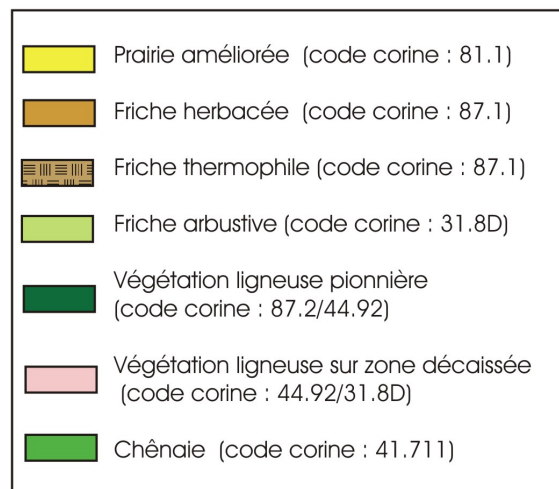 Prairie améliorée (code corine : 81.1)
Friche herbacée (code corine : 87.1)
Friche thermophile (code corine : 87.1)
Friche arbustive (code corine : 31.8D)
Végétation ligneuse pionnière
(code corine : 87.2/44.92)
Végétation ligneuse sur zone décaissée
(code corine : 44.92/31.8D)
Chênaie (code corine : 41.711)